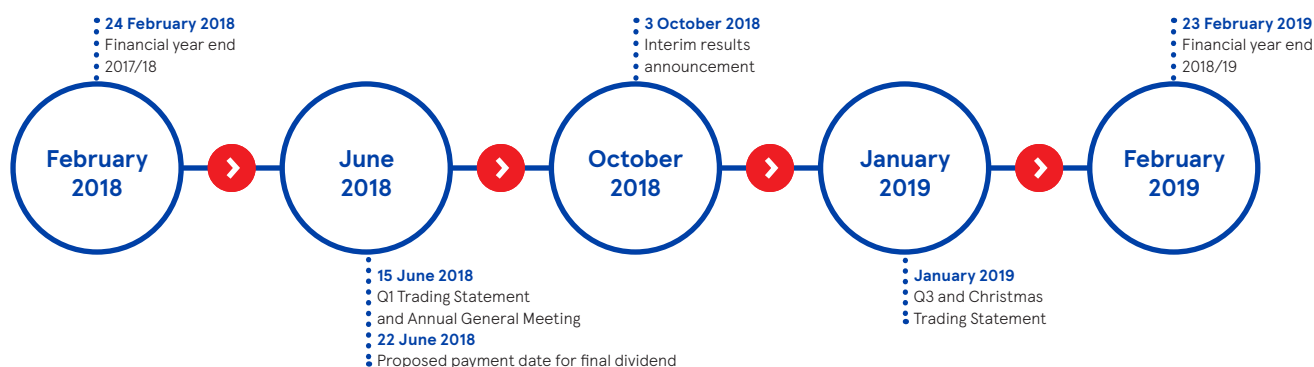 24 February 2018
Financial year end
2017/18
3 October 2018
Interim results
announcement
23 February 2019
Financial year end
2018/19
February
2018
June
2018
October
2018
January
2019
February
2019
15 June 2018
Q1 Trading Statement
and Annual General Meeting
22 June 2018
Proposed payment date for final dividend
January 2019
Q3 and Christmas
Trading Statement